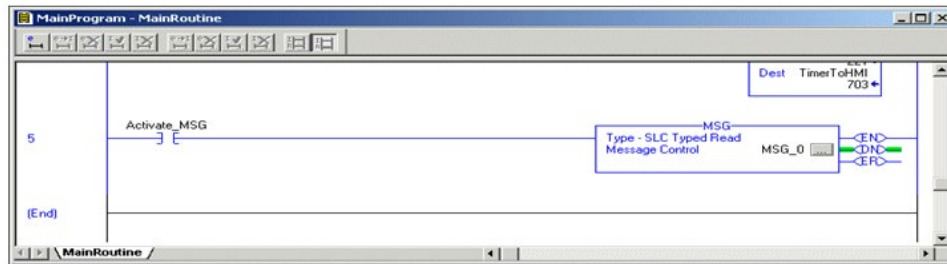 MainProgram - MainRoutine
Dest TimerToHMI
703
5
Activate_MSG
MSG
Type - SLC Typed Read
Message Control MSG_0 ...
EN
DN
ER
(End)
MainRoutine